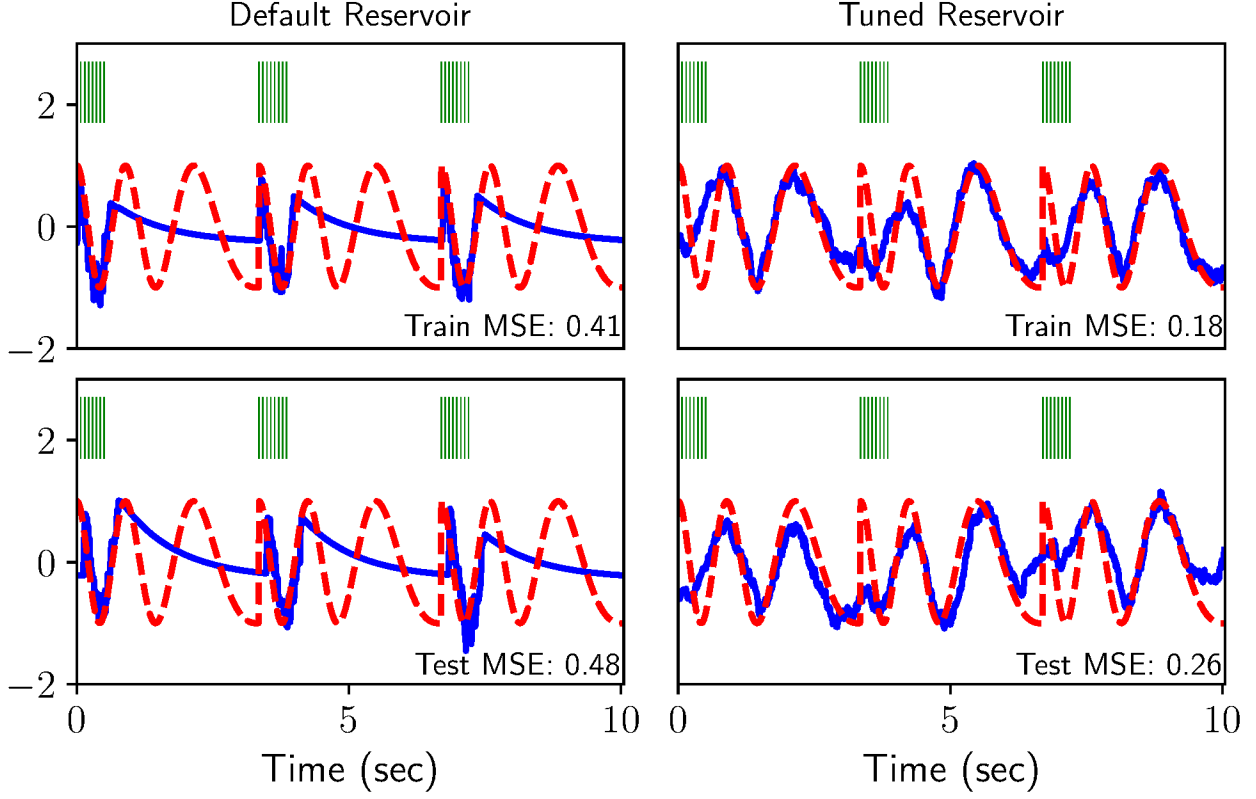 Default Reservoir
Tuned Reservoir
2
0
−2
Train MSE: 0.41
Train MSE: 0.18
2
0
−2
Test MSE: 0.48
Test MSE: 0.26
0 5 10
0 5 10
Time (sec)
Time (sec)